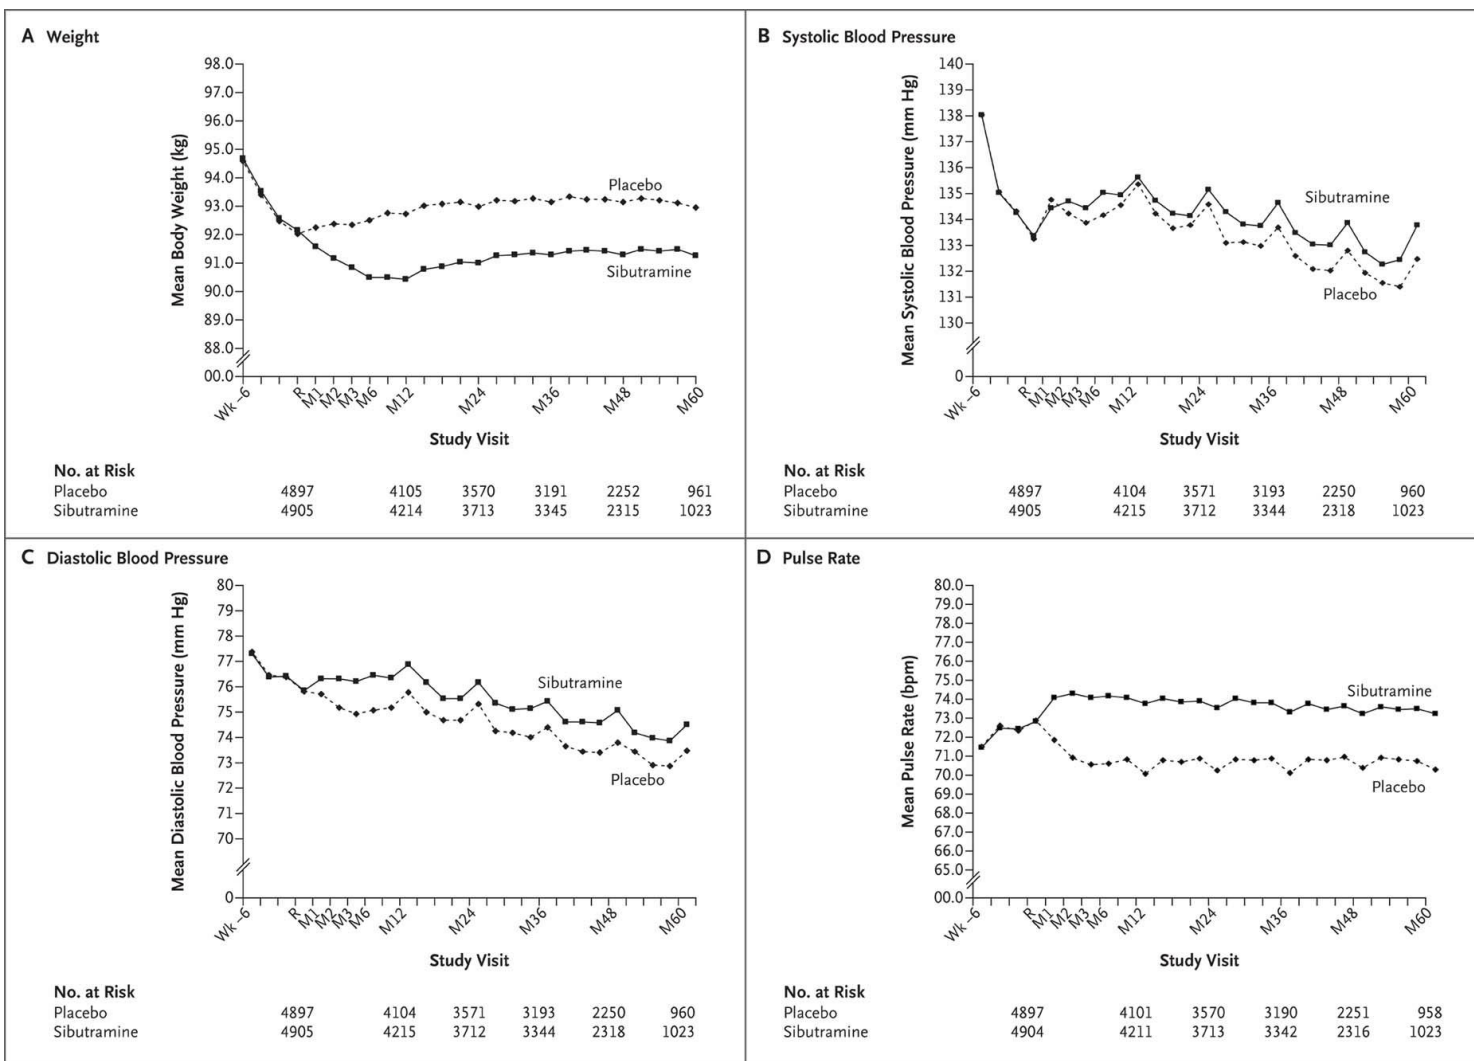 A Weight
Mean Body Weight (kg)
98.0
97.0
96.0
95.0
94.0
93.0
92.0
91.0
90.0
89.0
88.0
00.0
Placebo
Sibutramine
Wk –6 R M1 M2 M3 M6 M12 M24 M36 M48 M60
Study Visit
No. at Risk
Placebo 4897 4105 3570 3191 2252 961
Sibutramine 4905 4214 3713 3345 2315 1023
B Systolic Blood Pressure
Mean Systolic Blood Pressure (mm Hg)
140
139
138
137
136
135
134
133
132
131
130
0
Sibutramine
Placebo
Wk –6 R M1 M2 M3 M6 M12 M24 M36 M48 M60
Study Visit
No. at Risk
Placebo 4897 4104 3571 3193 2250 960
Sibutramine 4905 4215 3712 3344 2318 1023
C Diastolic Blood Pressure
Mean Diastolic Blood Pressure (mm Hg)
80
79
78
77
76
75
74
73
72
71
70
0
Sibutramine
Placebo
Wk –6 R M1 M2 M3 M6 M12 M24 M36 M48 M60
Study Visit
No. at Risk
Placebo 4897 4104 3571 3193 2250 960
Sibutramine 4905 4215 3712 3344 2318 1023
D Pulse Rate
Mean Pulse Rate (bpm)
80.0
79.0
78.0
77.0
76.0
75.0
74.0
73.0
72.0
71.0
70.0
69.0
68.0
67.0
66.0
65.0
00.0
Sibutramine
Placebo
Wk –6 R M1 M2 M3 M6 M12 M24 M36 M48 M60
Study Visit
No. at Risk
Placebo 4897 4101 3570 3190 2251 958
Sibutramine 4904 4211 3713 3342 2316 1023